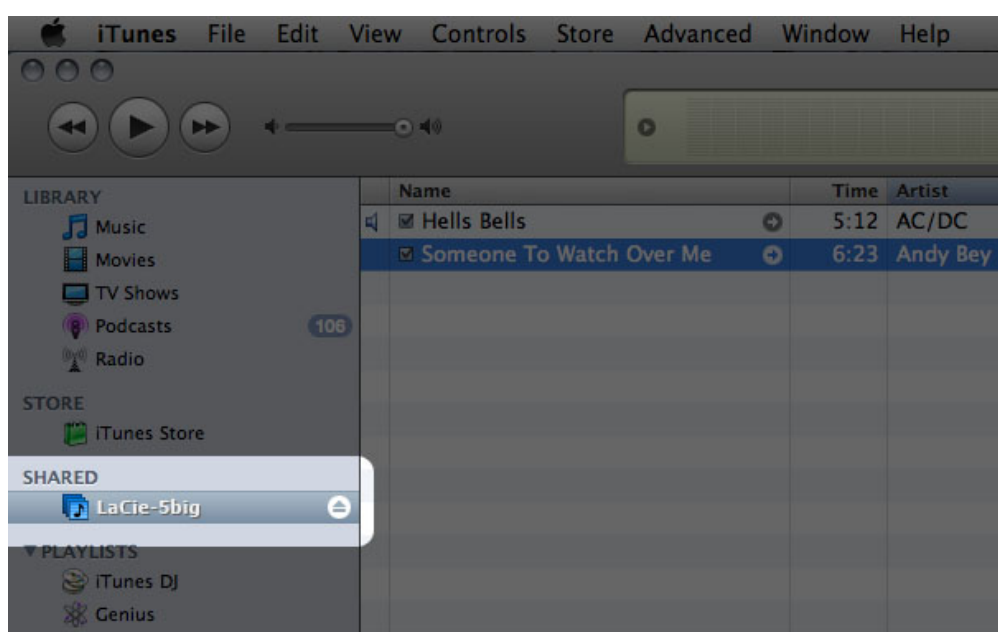 iTunes File Edit View Controls Store Advanced Window Help
LIBRARY
Music
Movies
TV Shows
Podcasts 106
Radio
STORE
iTunes Store
SHARED
LaCie-5big
PLAYLISTS
iTunes DJ
Genius
Name Time Artist
Hells Bells 5:12 AC/DC
Someone To Watch Over Me 6:23 Andy Bey